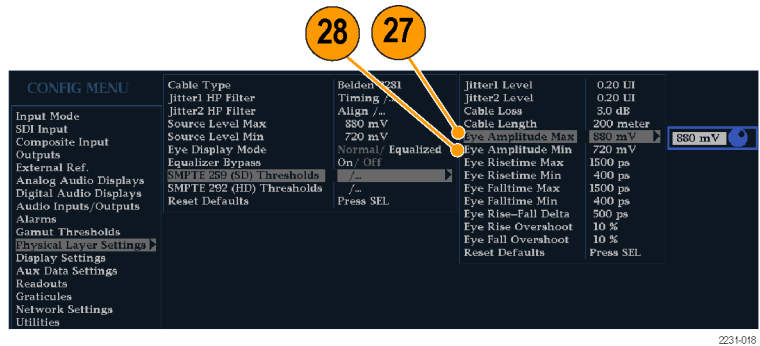 28 27
CONFIG MENU
Input Mode
SDI Input
Composite Input
Outputs
External Ref.
Analog Audio Displays
Digital Audio Displays
Audio Inputs/Outputs
Alarms
Gamut Thresholds
Physical Layer Settings
Display Settings
Aux Data Settings
Readouts
Graticules
Network Settings
Utilities
Cable Type Belden 8281
Jitter1 HP Filter Timing /...
Jitter2 HP Filter Align /...
Source Level Max 880 mV
Source Level Min 720 mV
Eye Display Mode Normal/ Equalized
Equalizer Bypass On/ Off
SMPTE 259 (SD) Thresholds /...
SMPTE 292 (HD) Thresholds /...
Reset Defaults Press SEL
Jitter1 Level 0.20 UI
Jitter2 Level 0.20 UI
Cable Loss 3.0 dB
Cable Length 200 meter
Eye Amplitude Max 880 mV
Eye Amplitude Min 720 mV
Eye Risetime Max 1500 ps
Eye Risetime Min 400 ps
Eye Falltime Max 1500 ps
Eye Falltime Min 400 ps
Eye Rise-Fall Delta 500 ps
Eye Rise Overshoot 10 %
Eye Fall Overshoot 10 %
Reset Defaults Press SEL
880 mV
2231-018